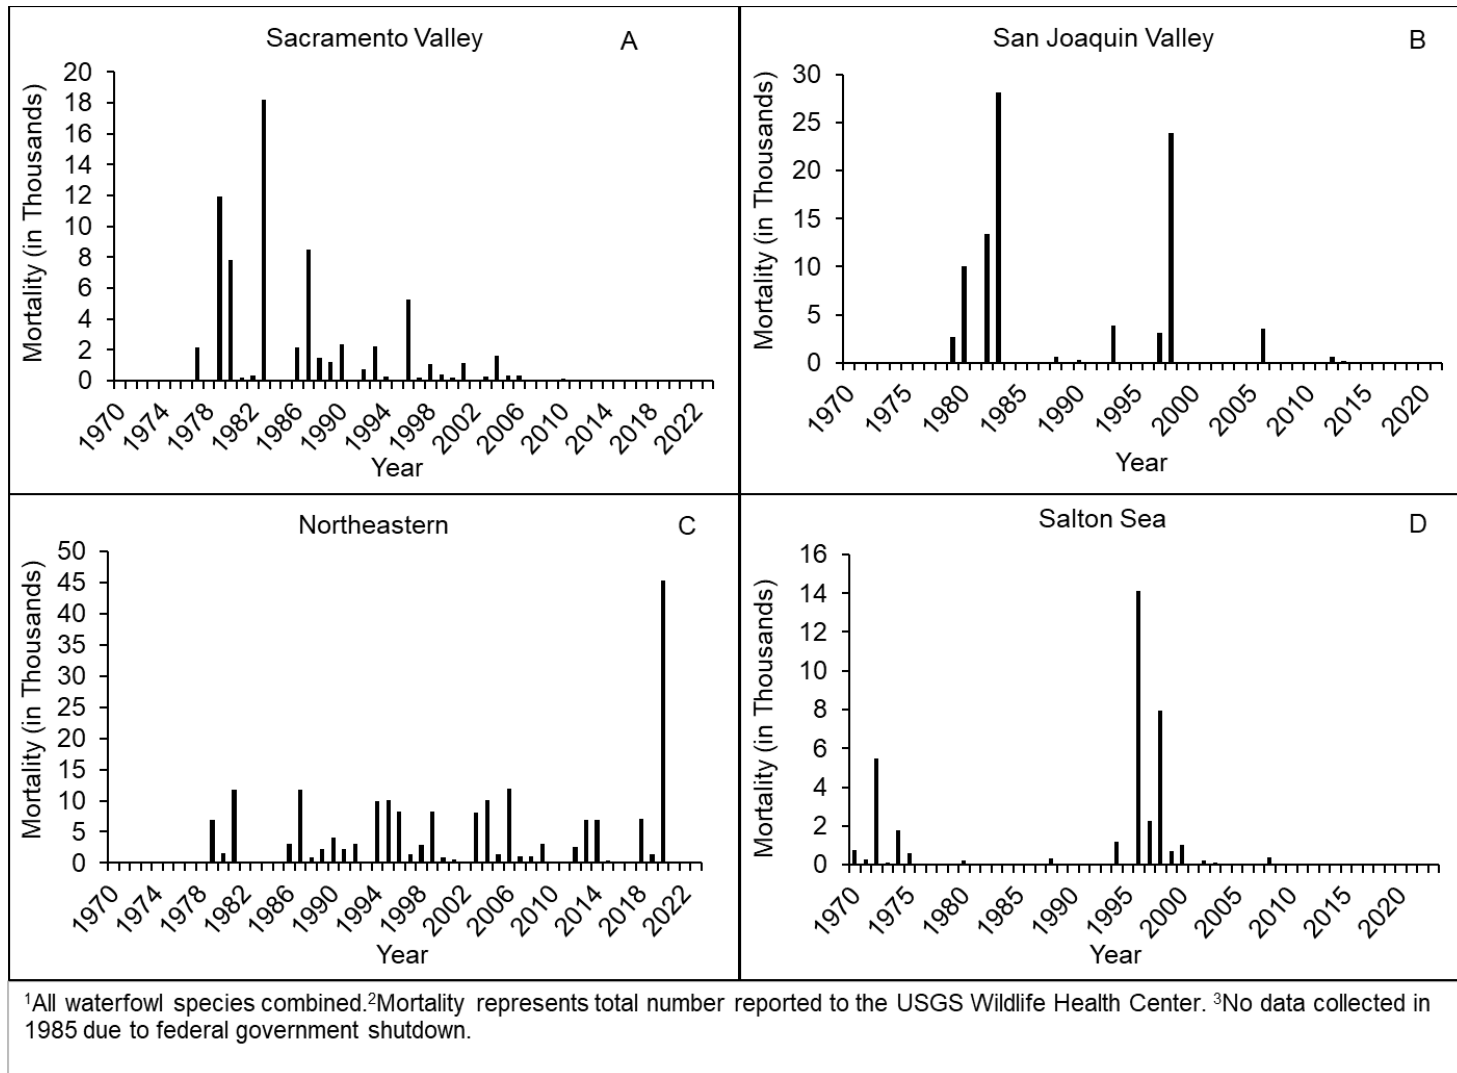 Sacramento Valley A
Mortality (in Thousands)
20
18
16
14
12
10
8
6
4
2
0
1970 1974 1978 1982 1986 1990 1994 1998 2002 2006 2010 2014 2018 2022
Year
San Joaquin Valley B
Mortality (in Thousands)
30
25
20
15
10
5
0
1970 1975 1980 1985 1990 1995 2000 2005 2010 2015 2020
Year
Northeastern C
Mortality (in Thousands)
50
45
40
35
30
25
20
15
10
5
0
1970 1974 1978 1982 1986 1990 1994 1998 2002 2006 2010 2014 2018 2022
Year
Salton Sea D
Mortality (in Thousands)
16
14
12
10
8
6
4
2
0
1970 1975 1980 1985 1990 1995 2000 2005 2010 2015 2020
Year
¹All waterfowl species combined.²Mortality represents total number reported to the USGS Wildlife Health Center. ³No data collected in
1985 due to federal government shutdown.